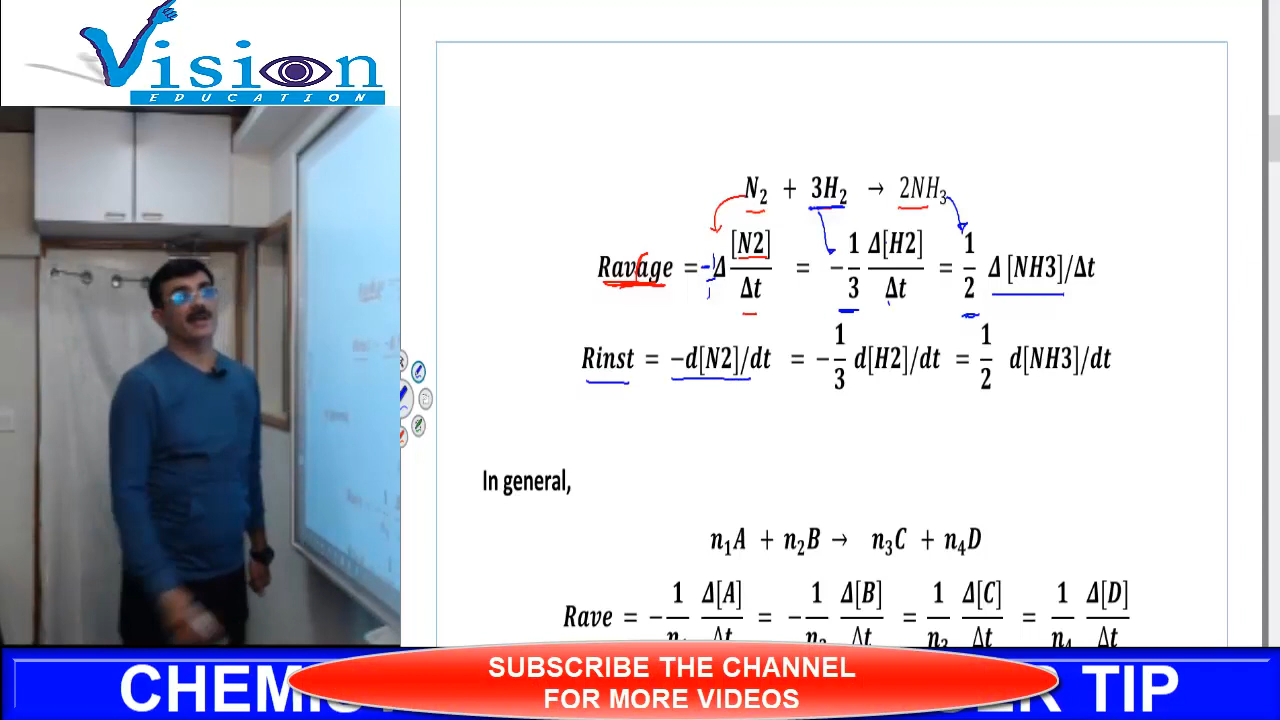 Vision
EDUCATION
N₂ + 3H₂ → 2NH₃
Ravage = -Δ [N2]/Δt = -1/3 Δ[H2]/Δt = 1/2 Δ [NH3]/Δt
Rinst = -d[N2]/dt = -1/3 d[H2]/dt = 1/2 d[NH3]/dt
In general,
n₁A + n₂B → n₃C + n₄D
Rave = -1/n₁ Δ[A]/Δt = -1/n₂ Δ[B]/Δt = 1/n₃ Δ[C]/Δt = 1/n₄ Δ[D]/Δt
SUBSCRIBE THE CHANNEL
FOR MORE VIDEOS
CHEM
TIP